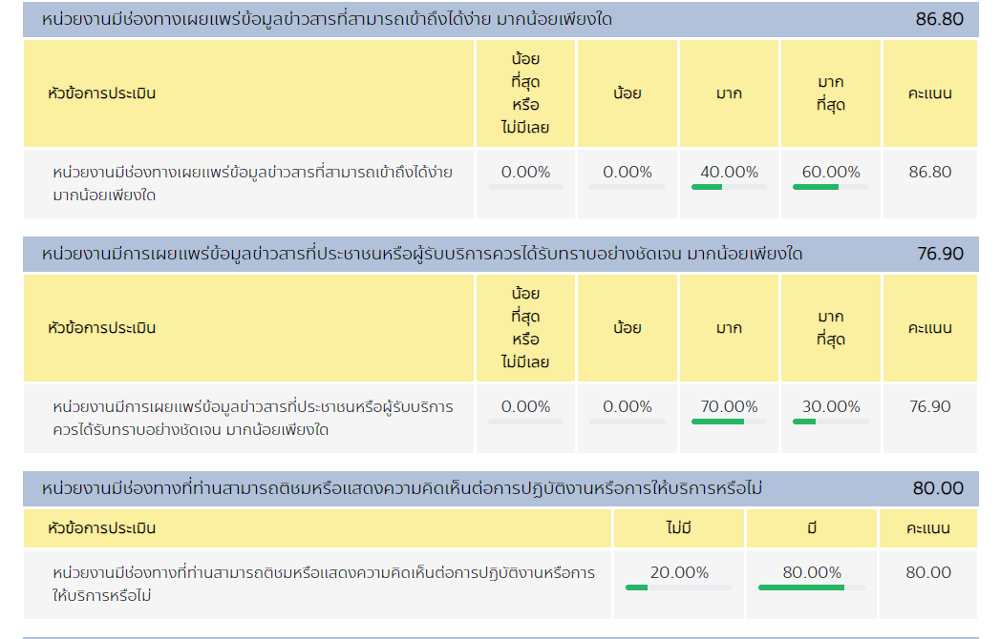 หน่วยงานมีช่องทางเผยแพร่ข้อมูลข่าวสารที่สามารถเข้าถึงได้ง่าย มากน้อยเพียงใด 86.80
หัวข้อการประเมิน
น้อย
ที่สุด
หรือ
ไม่มีเลย
น้อย
มาก
มาก
ที่สุด
คะแนน
หน่วยงานมีช่องทางเผยแพร่ข้อมูลข่าวสารที่สามารถเข้าถึงได้ง่าย 0.00% 0.00% 40.00% 60.00% 86.80
มากน้อยเพียงใด
หน่วยงานมีการเผยแพร่ข้อมูลข่าวสารที่ประชาชนหรือผู้รับบริการควรได้รับทราบอย่างชัดเจน มากน้อยเพียงใด 76.90
หัวข้อการประเมิน
น้อย
ที่สุด
หรือ
ไม่มีเลย
น้อย
มาก
มาก
ที่สุด
คะแนน
หน่วยงานมีการเผยแพร่ข้อมูลข่าวสารที่ประชาชนหรือผู้รับบริการ 0.00% 0.00% 70.00% 30.00% 76.90
ควรได้รับทราบอย่างชัดเจน มากน้อยเพียงใด
หน่วยงานมีช่องทางที่ท่านสามารถติชมหรือแสดงความคิดเห็นต่อการปฏิบัติงานหรือการให้บริการหรือไม่ 80.00
หัวข้อการประเมิน ไม่มี มี คะแนน
หน่วยงานมีช่องทางที่ท่านสามารถติชมหรือแสดงความคิดเห็นต่อการปฏิบัติงานหรือการ 20.00% 80.00% 80.00
ให้บริการหรือไม่